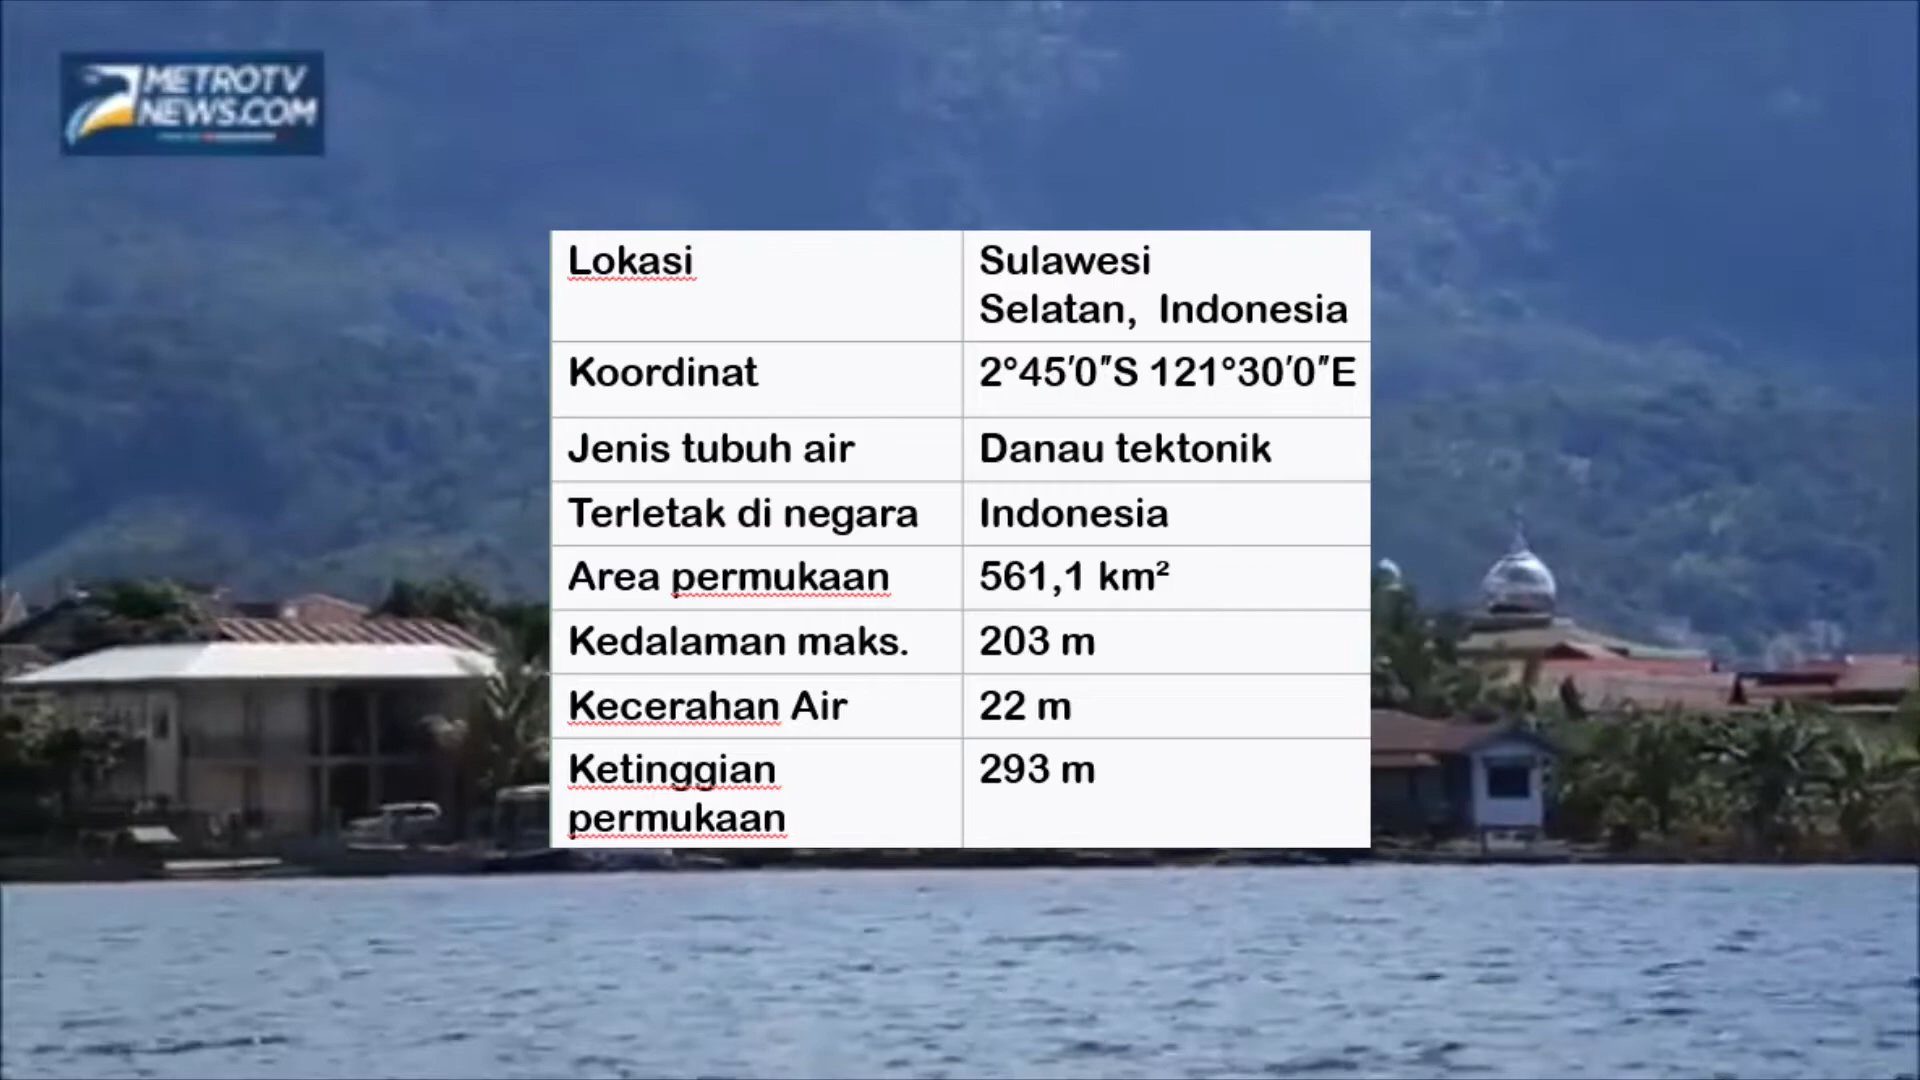 METROTV
NEWS.COM
Lokasi
Sulawesi
Selatan, Indonesia
Koordinat
2°45′0″S 121°30′0″E
Jenis tubuh air
Danau tektonik
Terletak di negara
Indonesia
Area permukaan
561,1 km²
Kedalaman maks.
203 m
Kecerahan Air
22 m
Ketinggian
permukaan
293 m